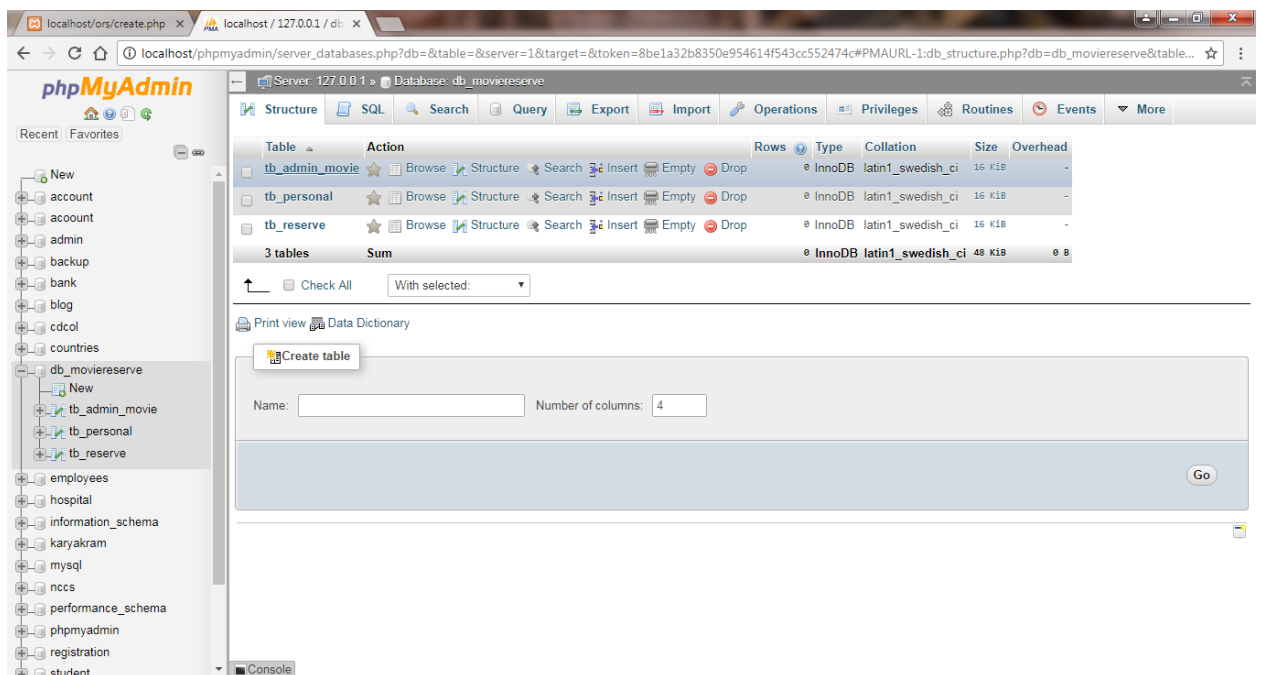 localhost/ors/create.php
localhost / 127.0.0.1 / db
localhost/phpmyadmin/server_databases.php?db=&table=&server=1&target=&token=8be1a32b8350e954614f543cc552474c#PMAURL-1:db_structure.php?db=db_moviereserve&table...
phpMyAdmin
Recent Favorites
New
account
acoount
admin
backup
bank
blog
cdcol
countries
db_moviereserve
New
tb_admin_movie
tb_personal
tb_reserve
employees
hospital
information_schema
karyakram
mysql
nccs
performance_schema
phpmyadmin
registration
student
Server: 127.0.0.1 » Database: db_moviereserve
Structure SQL Search Query Export Import Operations Privileges Routines Events More
Table Action Rows Type Collation Size Overhead
tb_admin_movie Browse Structure Search Insert Empty Drop 0 InnoDB latin1_swedish_ci 16 KiB -
tb_personal Browse Structure Search Insert Empty Drop 0 InnoDB latin1_swedish_ci 16 KiB -
tb_reserve Browse Structure Search Insert Empty Drop 0 InnoDB latin1_swedish_ci 16 KiB -
3 tables Sum 0 InnoDB latin1_swedish_ci 48 KiB 0 B
Check All With selected:
Print view Data Dictionary
Create table
Name: Number of columns: 4
Go
Console